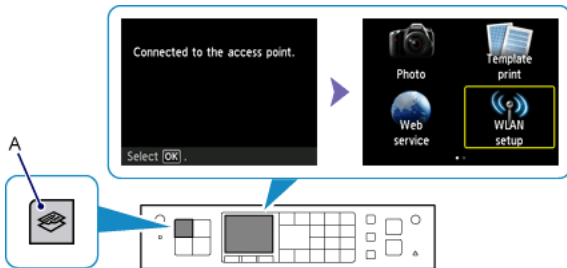 Connected to the access point.
Select OK .
Photo
Template
print
Web
service
WLAN
setup
A